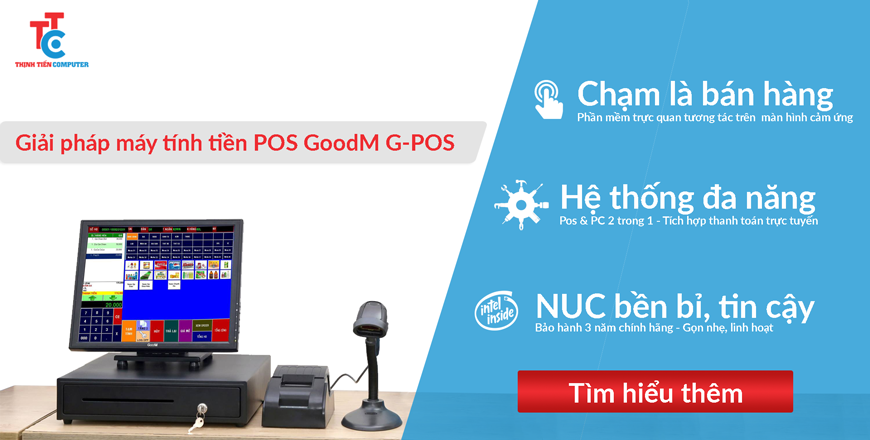 TTC
THỊNH TIẾN COMPUTER
Giải pháp máy tính tiền POS GoodM G-POS
Chạm là bán hàng
Phần mềm trực quan tương tác trên màn hình cảm ứng
Hệ thống đa năng
Pos & PC 2 trong 1 - Tích hợp thanh toán trực tuyến
intel
inside
NUC bền bỉ, tin cậy
Bảo hành 3 năm chính hãng - Gọn nhẹ, linh hoạt
Tìm hiểu thêm